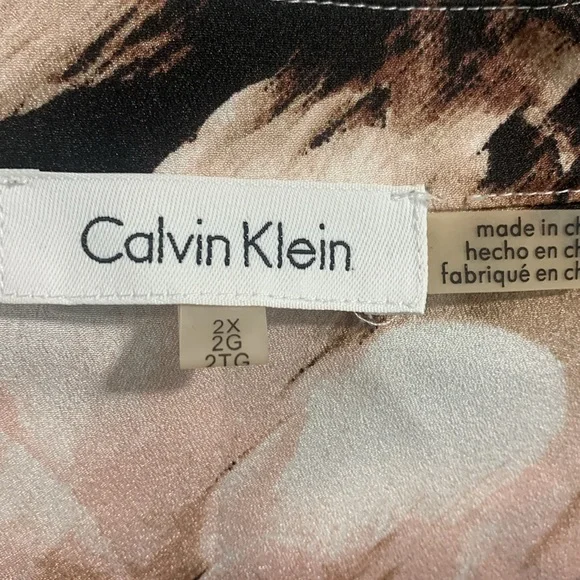 Calvin Klein
made in ch
hecho en ch
fabriqué en ch
2X
2G
2TG